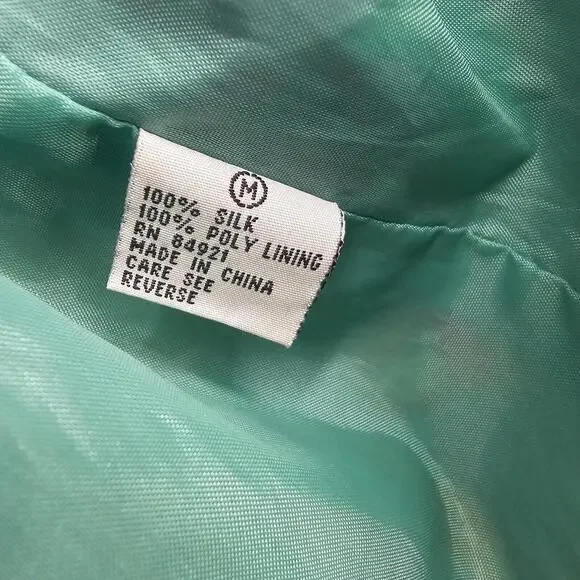 M
100% SILK
100% POLY LINING
RN 84921
MADE IN CHINA
CARE SEE
REVERSE